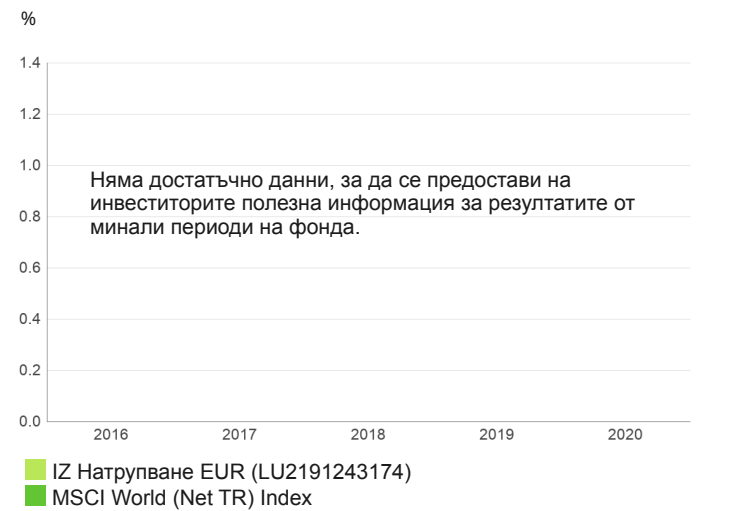 %
1.4
1.2
1.0
Няма достатъчно данни, за да се предостави на
инвеститорите полезна информация за резултатите от
минали периоди на фонда.
0.8
0.6
0.4
0.2
0.0
2016 2017 2018 2019 2020
IZ Натрупване EUR (LU2191243174)
MSCI World (Net TR) Index